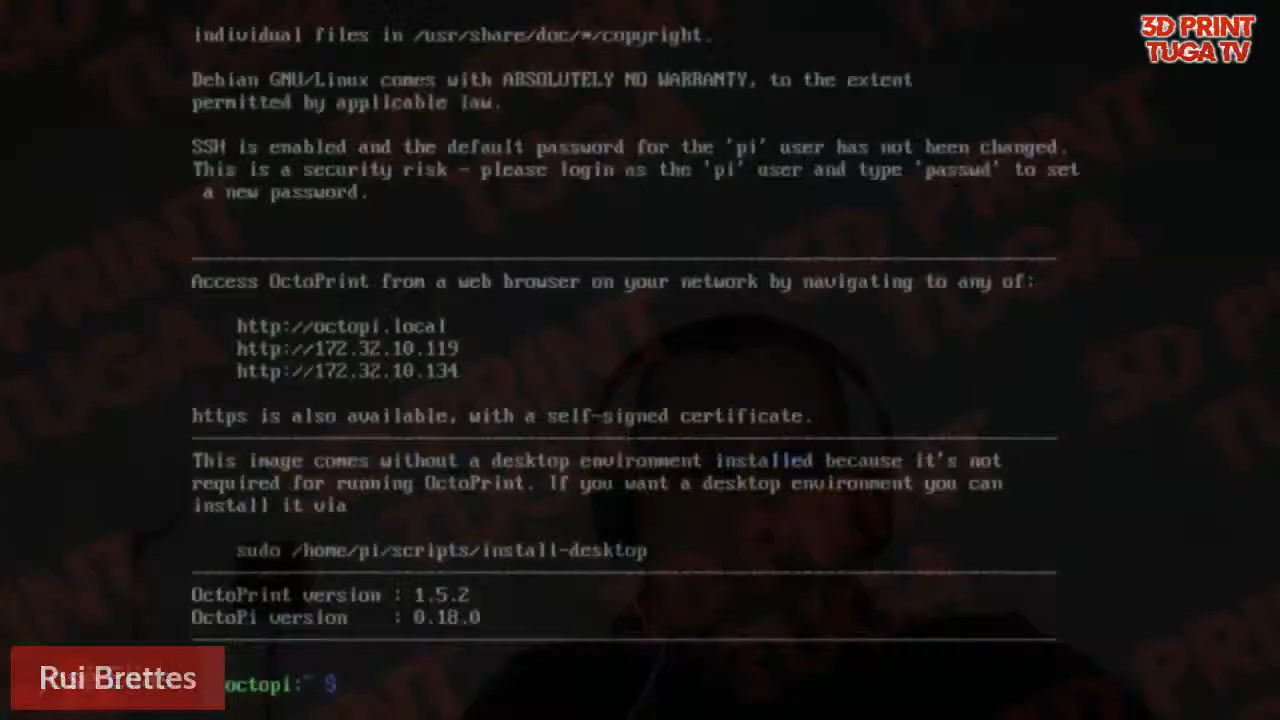 3D PRINT
TUGA TV
individual files in /usr/share/doc/*/copyright.
Debian GNU/Linux comes with ABSOLUTELY NO WARRANTY, to the extent
permitted by applicable law.
SSH is enabled and the default password for the 'pi' user has not been changed.
This is a security risk - please login as the 'pi' user and type 'passwd' to set
a new password.
Access OctoPrint from a web browser on your network by navigating to any of:
http://octopi.local
http://172.32.10.119
http://172.32.10.134
https is also available, with a self-signed certificate.
This image comes without a desktop environment installed because it's not
required for running OctoPrint. If you want a desktop environment you can
install it via
sudo /home/pi/scripts/install-desktop
OctoPrint version : 1.5.2
OctoPi version    : 0.18.0
Rui Brettes
octopi:~ $